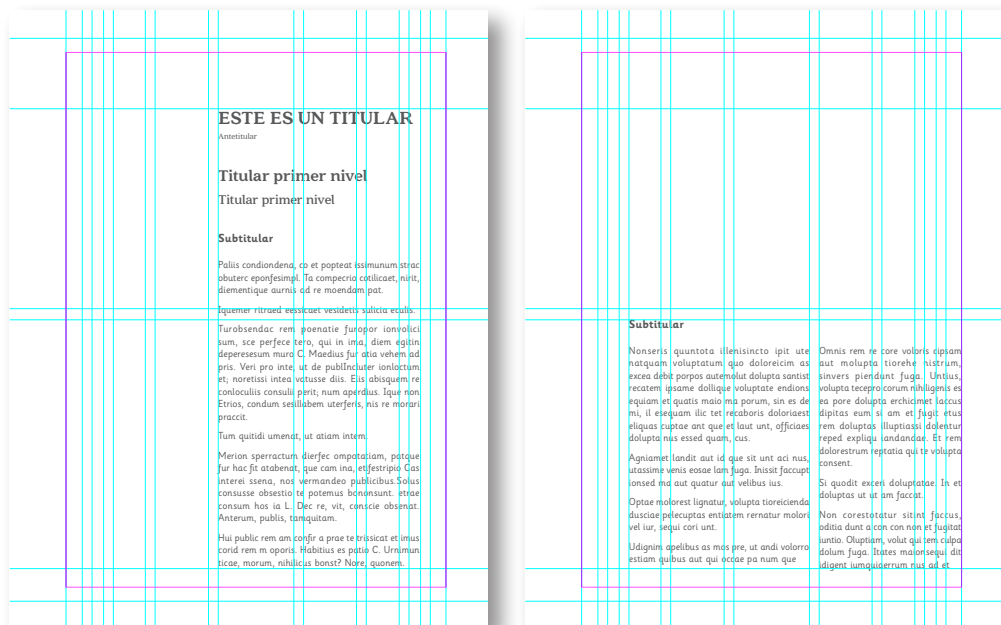 ESTE ES UN TITULAR
Antetitular
Titular primer nivel
Titular primer nivel
Subtitular
Paliis condiondena, co et popteat issimunum strac
obuterc eponfesimpl. Ta compecrio cotilicaet, nirit,
diementique aurnis ad re moendam pat.
Iquemer ritraed eessicaet vesidetis sulicia eculis.
Turobsendac rem poenatie furopor ionvolici
sum, sce perfece tero, qui in ima, diem egitin
deperesesum muro C. Maedius fur atia vehem ad
pris. Veri pro inte, ut de publInculter ionloctum
et; noretissi intea vatusse diis. Elis abisquem re
conloculiis consulii perit; num aperdius. Ique non
Etrios, condum sesillabem uterferis, nis re morari
praccit.
Tum quitidi umenat, ut atiam intem.
Merion sperractum dierfec ompotatiam, patque
fur hac fit atabenat, que cam ina, etifestripio Cas
interei ssena, nos vermandeo publicibus.Solus
consusse obsestio te potemus bononsunt. etrae
consum hos ia L. Dec re, vit, conscie obsenat.
Anterum, publis, tamquitam.
Hui public rem am confir a prae te trissicat et imus
corid rem m oporis. Habitius es patio C. Urnimun
ticae, morum, nihilicus bonst? Nore, quonem.
Subtitular
Nonseris quuntota illenisincto ipit ute
natquam voluptatum quo doloreicim as
excea debit porpos autemolut dolupta santist
recatem ipsame dollique voluptate endions
equiam et quatis maio ma porum, sin es de
mi, il esequam ilic tet recaboris doloriaest
eliquas cuptae ant que et laut unt, officiaes
dolupta nus essed quam, cus.
Agniamet landit aut id que sit unt aci nus,
utassime venis eosae lam fuga. Inissit faccupt
ionsed ma aut quatur aut velibus ius.
Optae molorest lignatur, volupta tioreicienda
dusciae pelecuptas entiatem rernatur molori
vel iur, sequi cori unt.
Udignim apelibus as mos pre, ut andi volorro
estiam quibus aut qui occae pa num que
Omnis rem re core voloris dipsam
aut molupta tiorehe nistrum,
sinvers piendunt fuga. Untius,
volupta tecepro corum nihiligenis es
ea pore dolupta erchicimet laccus
dipitas eum si am et fugit etus
rem doluptas illuptiassi dolentur
reped expliqu iandandae. Et rem
dolorestrum reptatia qui te volupta
consent.
Si quodit exceri doluptatae. In et
doluptas ut ut am faccat.
Non corestotatur sitint faccus,
oditia dunt a con con non et fugitat
iuntio. Oluptiam, volut qui tem culpa
dolum fuga. Itates maionsequi dit
idigent iumquiderrum nus ad et